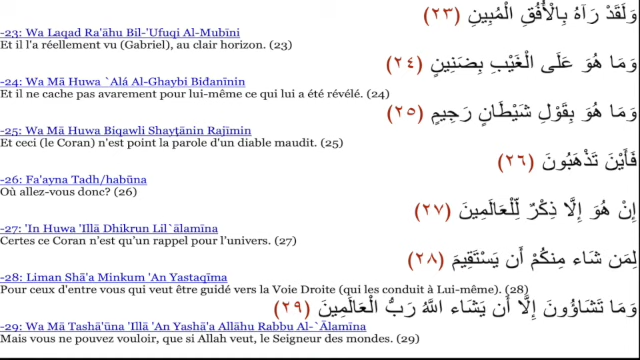 وَلَقَدْ رَآهُ بِالْأُفُقِ الْمُبِينِ (٢٣)
-23: Wa Laqad Ra'āhu Bil-'Ufuqi Al-Mubīni
Et il l'a réellement vu (Gabriel), au clair horizon. (23)
وَمَا هُوَ عَلَى الْغَيْبِ بِضَنِينٍ (٢٤)
-24: Wa Mā Huwa `Alá Al-Ghaybi Biđanīnin
Et il ne cache pas avarement pour lui-même ce qui lui a été révélé. (24)
وَمَا هُوَ بِقَوْلِ شَيْطَانٍ رَجِيمٍ (٢٥)
-25: Wa Mā Huwa Biqawli Shayţānin Rajīmin
Et ceci (le Coran) n'est point la parole d'un diable maudit. (25)
فَأَيْنَ تَذْهَبُونَ (٢٦)
-26: Fa'ayna Tadh/habūna
Où allez-vous donc? (26)
إِنْ هُوَ إِلَّا ذِكْرٌ لِّلْعَالَمِينَ (٢٧)
-27: 'In Huwa 'Illā Dhikrun Lil`ālamīna
Certes ce Coran n'est qu'un rappel pour l'univers. (27)
لِمَن شَاء مِنكُمْ أَن يَسْتَقِيمَ (٢٨)
-28: Liman Shā'a Minkum 'An Yastaqīma
Pour ceux d'entre vous qui veut être guidé vers la Voie Droite (qui les conduit à Lui-même). (28)
وَمَا تَشَاؤُونَ إِلَّا أَن يَشَاء اللَّهُ رَبُّ الْعَالَمِينَ (٢٩)
-29: Wa Mā Tashā'ūna 'Illā 'An Yashā'a Allāhu Rabbu Al-`Ālamīna
Mais vous ne pouvez vouloir, que si Allah veut, le Seigneur des mondes. (29)